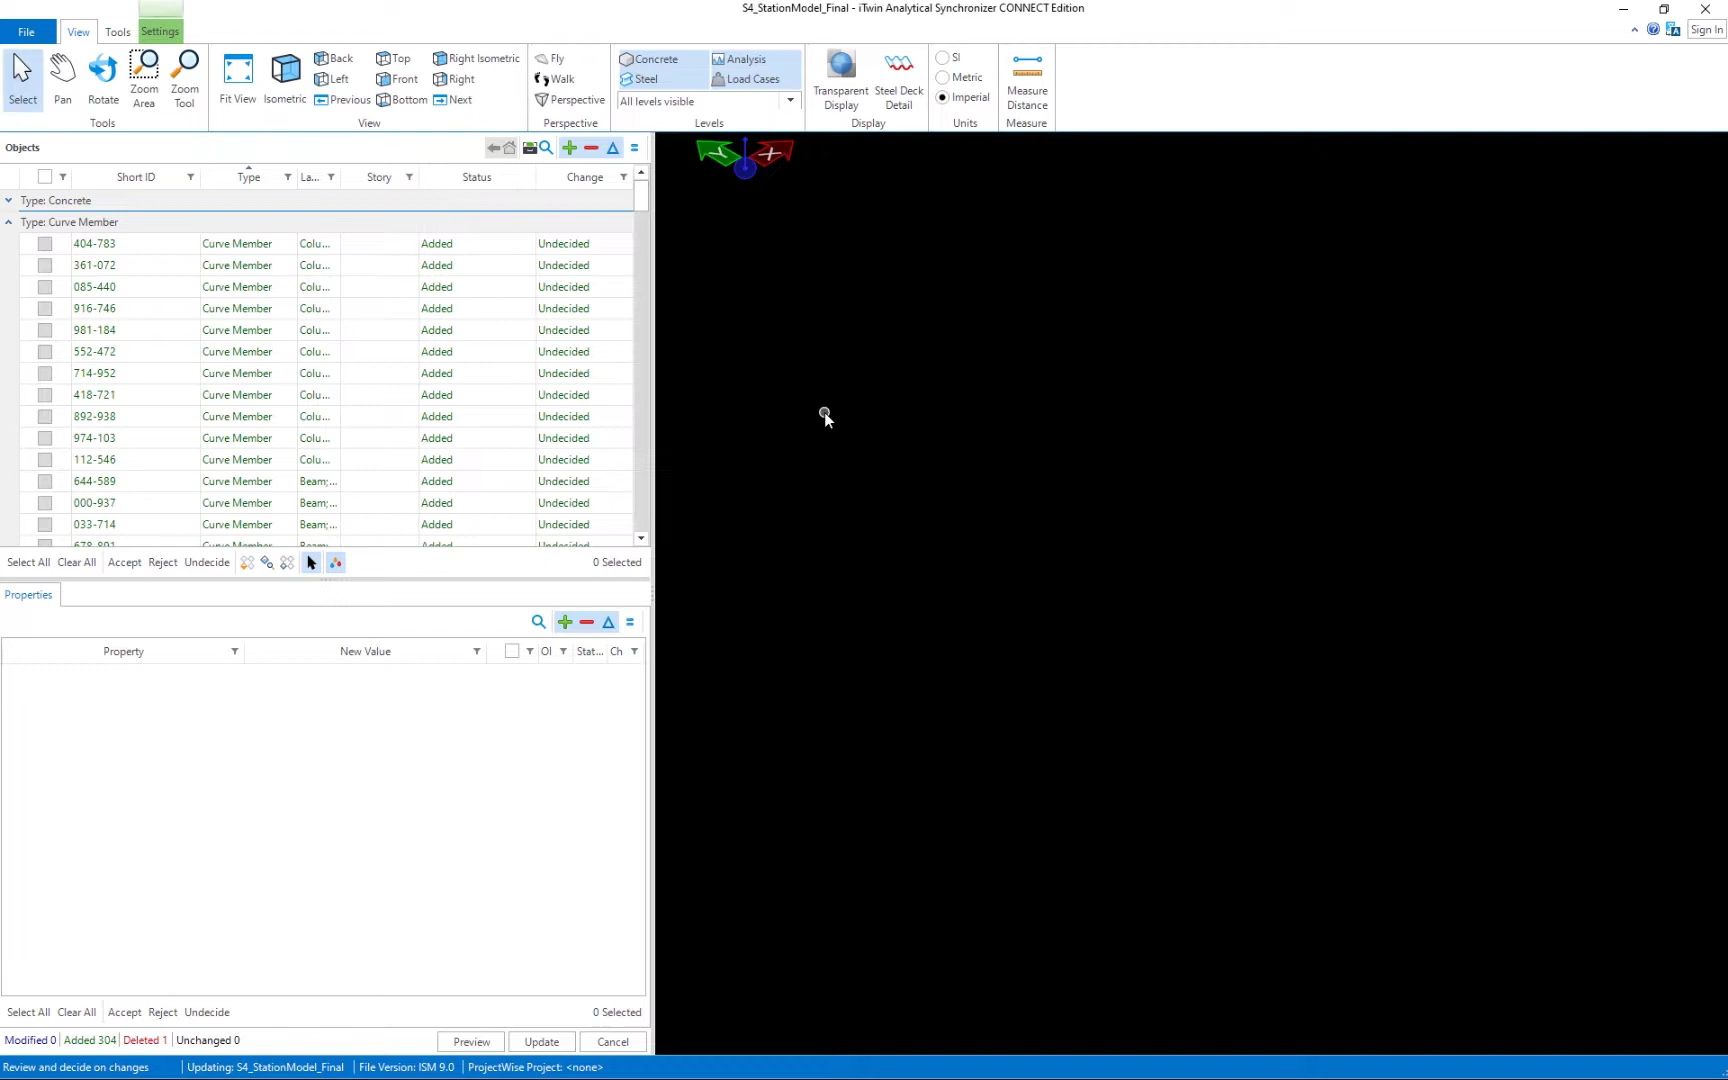 S4_StationModel_Final - iTwin Analytical Synchronizer CONNECT Edition
File View Tools Settings Sign In
Select Pan Rotate Zoom Area Zoom Tool
Tools
Fit View Isometric
Back Top Right Isometric
Left Front Right
Previous Bottom Next
View
Fly
Walk
Perspective
Perspective
Concrete Analysis
Steel Load Cases
All levels visible
Levels
Transparent Display Steel Deck Detail
Display
SI
Metric
Imperial
Units
Measure Distance
Measure
Objects
Short ID Type La... Story Status Change
Type: Concrete
Type: Curve Member
404-783 Curve Member Colu... Added Undecided
361-072 Curve Member Colu... Added Undecided
085-440 Curve Member Colu... Added Undecided
916-746 Curve Member Colu... Added Undecided
981-184 Curve Member Colu... Added Undecided
552-472 Curve Member Colu... Added Undecided
714-952 Curve Member Colu... Added Undecided
418-721 Curve Member Colu... Added Undecided
892-938 Curve Member Colu... Added Undecided
974-103 Curve Member Colu... Added Undecided
112-546 Curve Member Colu... Added Undecided
644-589 Curve Member Beam;... Added Undecided
000-937 Curve Member Beam;... Added Undecided
033-714 Curve Member Beam;... Added Undecided
Select All Clear All Accept Reject Undecide 0 Selected
Properties
Property New Value Ol Stat... Ch
Select All Clear All Accept Reject Undecide 0 Selected
Modified 0 Added 304 Deleted 1 Unchanged 0 Preview Update Cancel
Review and decide on changes Updating: S4_StationModel_Final File Version: ISM 9.0 ProjectWise Project: <none>
Y X